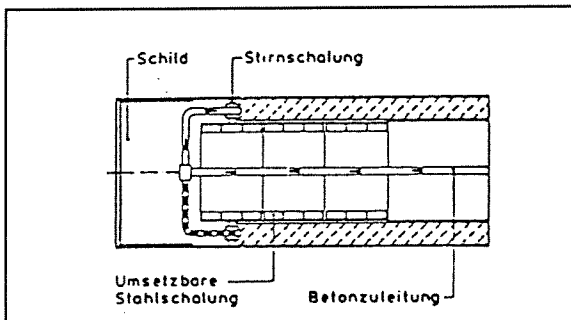 Schild
Stirnschalung
Umsetzbare
Stahlschalung
Betonzuleitung